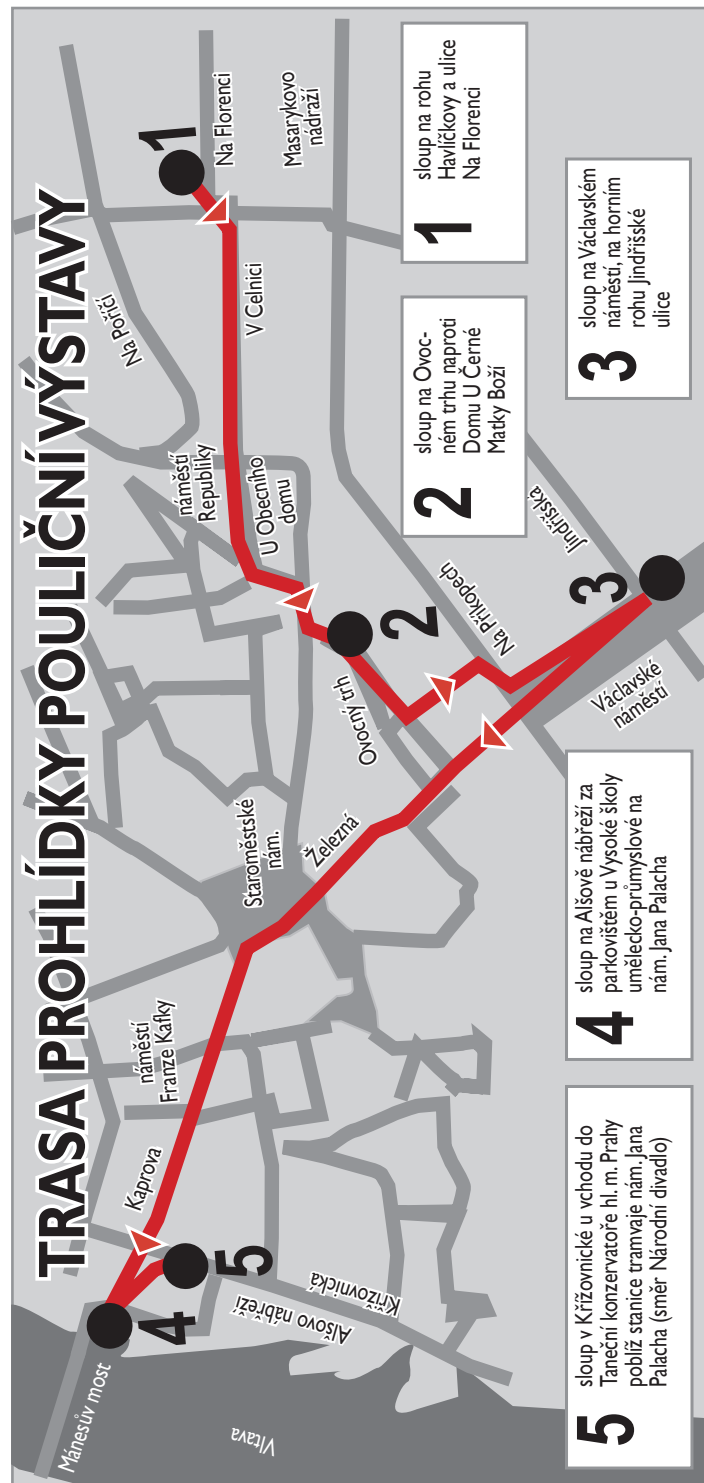 TRASA PROHLÍDKY POULIČNÍ VÝSTAVY
Mánesův most
Vltava
4
5
Kaprova
Alšovo nábřeží
Křižovnická
náměstí
Franze Kafky
Staroměstské
nám.
Železná
Ovocný trh
2
náměstí
Republiky
U Obecního
domu
Na Poříčí
V Celnici
1
Na Florenci
Masarykovo
nádraží
Na Příkopech
Jindřišská
3
Václavské
náměstí
1
sloup na rohu
Havlíčkovy a ulice
Na Florenci
2
sloup na Ovoc-
ném trhu naproti
Domu U Černé
Matky Boží
3
sloup na Václavském
náměstí, na horním
rohu Jindřišské
ulice
4
sloup na Alšově nábřeží za
parkovištěm u Vysoké školy
umělecko-průmyslové na
nám. Jana Palacha
5
sloup v Křížovnické u vchodu do
Taneční konzervatoře hl. m. Prahy
poblíž stanice tramvaje nám. Jana
Palacha (směr Národní divadlo)